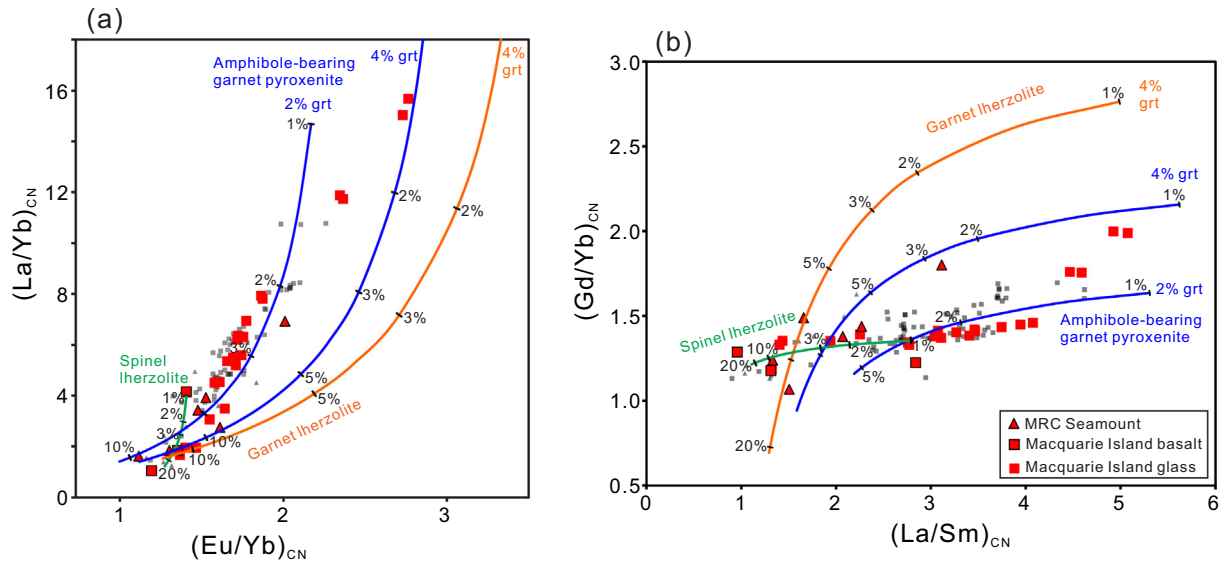 (a)
(La/Yb)CN
16
12
8
4
0
1
2
3
(Eu/Yb)CN
Amphibole-bearing
garnet pyroxenite
2% grt
4% grt
4%
grt
1%
2%
2%
2%
3%
3%
3%
5%
5%
Spinel
lherzolite
1%
2%
3%
10%
20%
10%
10%
Garnet lherzolite
(b)
(Gd/Yb)CN
3.0
2.5
2.0
1.5
1.0
0.5
0
1
2
3
4
5
6
(La/Sm)CN
Garnet lherzolite
1%
4%
grt
2%
3%
5%
20%
4% grt
1%
2%
3%
5%
Spinel lherzolite
20%
10%
3%
2%
1%
2%
5%
1%
2% grt
Amphibole-bearing
garnet pyroxenite
MRC Seamount
Macquarie Island basalt
Macquarie Island glass